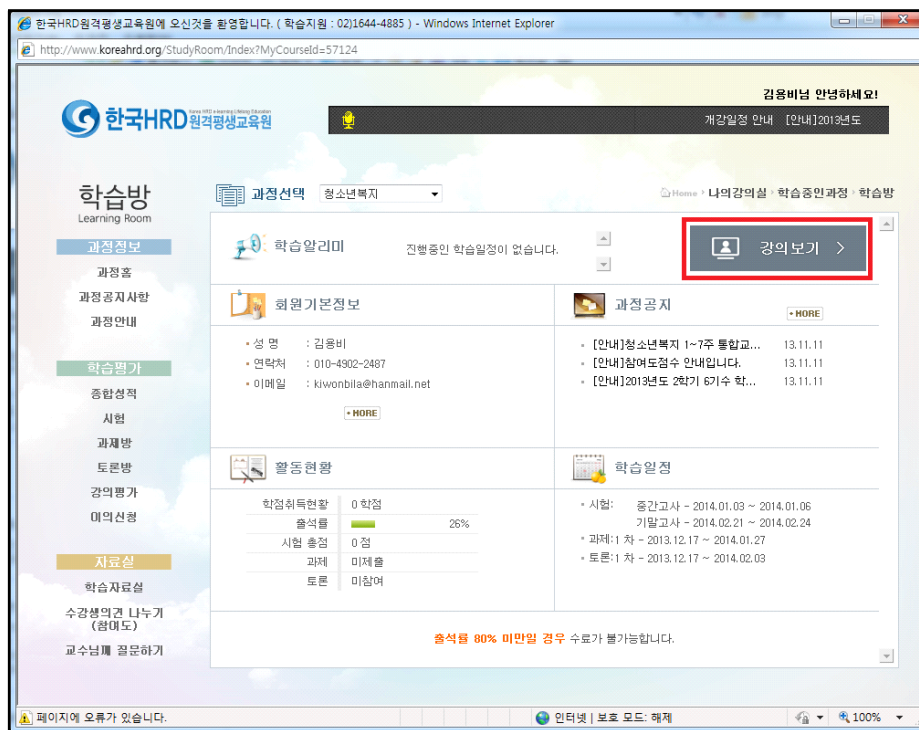 한국HRD원격평생교육원에 오신것을 환영합니다. ( 학습지원 : 02)1644-4885 ) - Windows Internet Explorer
http://www.koreahrd.org/StudyRoom/Index?MyCourseId=57124
김용비님 안녕하세요!
한국HRD 원격평생교육원
개강일정 안내 [안내]2013년도
학습방
Learning Room
과정선택 청소년복지
Home 나의강의실 학습중인과정 학습방
학습알리미 진행중인 학습일정이 없습니다.
강의보기 >
과정정보
과정홈
과정공지사항
과정안내
학습평가
종합성적
시험
과제방
토론방
강의평가
이의신청
자료실
학습자료실
수강생의견 나누기
(참여도)
교수님께 질문하기
회원기본정보
• 성 명 : 김용비
• 연락처 : 010-4902-2487
• 이메일 : kiwonbila@hanmail.net
• MORE
과정공지
• MORE
• [안내]청소년복지 1~7주 통합교... 13.11.11
• [안내]참여도점수 안내입니다. 13.11.11
• [안내]2013년도 2학기 6기수 학... 13.11.11
활동현황
학점취득현황 0 학점
출석률 26%
시험 총점 0 점
과제 미제출
토론 미참여
학습일정
• 시험: 중간고사 - 2014.01.03 ~ 2014.01.06
기말고사 - 2014.02.21 ~ 2014.02.24
• 과제:1 차 - 2013.12.17 ~ 2014.01.27
• 토론:1 차 - 2013.12.17 ~ 2014.02.03
출석률 80% 미만일 경우 수료가 불가능합니다.
페이지에 오류가 있습니다.
인터넷 | 보호 모드: 해제
100%